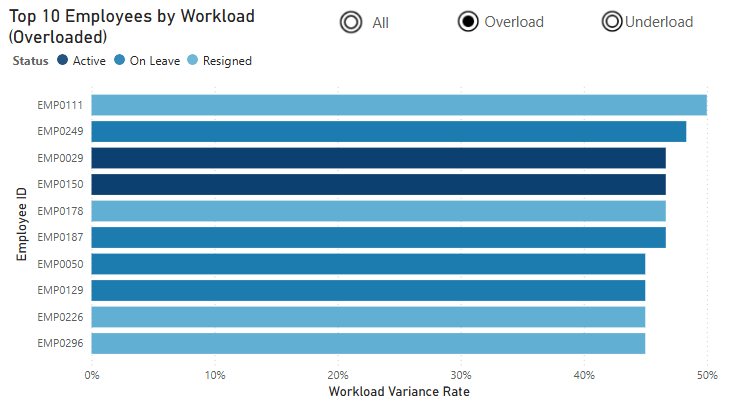 Top 10 Employees by Workload
(Overloaded)
All
Overload
Underload
Status Active On Leave Resigned
Employee ID
EMP0111
EMP0249
EMP0029
EMP0150
EMP0178
EMP0187
EMP0050
EMP0129
EMP0226
EMP0296
0% 10% 20% 30% 40% 50%
Workload Variance Rate